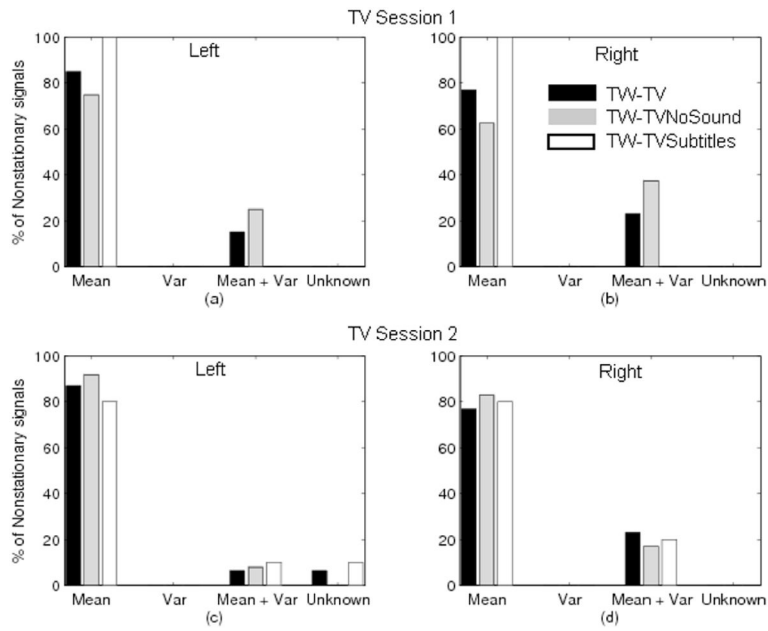 TV Session 1
% of Nonstationary signals
100
80
60
40
20
0
Left
Mean Var Mean + Var Unknown
(a)
100
80
60
40
20
0
Right
TW-TV
TW-TVNoSound
TW-TVSubtitles
Mean Var Mean + Var Unknown
(b)
TV Session 2
% of Nonstationary signals
100
80
60
40
20
0
Left
Mean Var Mean + Var Unknown
(c)
100
80
60
40
20
0
Right
Mean Var Mean + Var Unknown
(d)